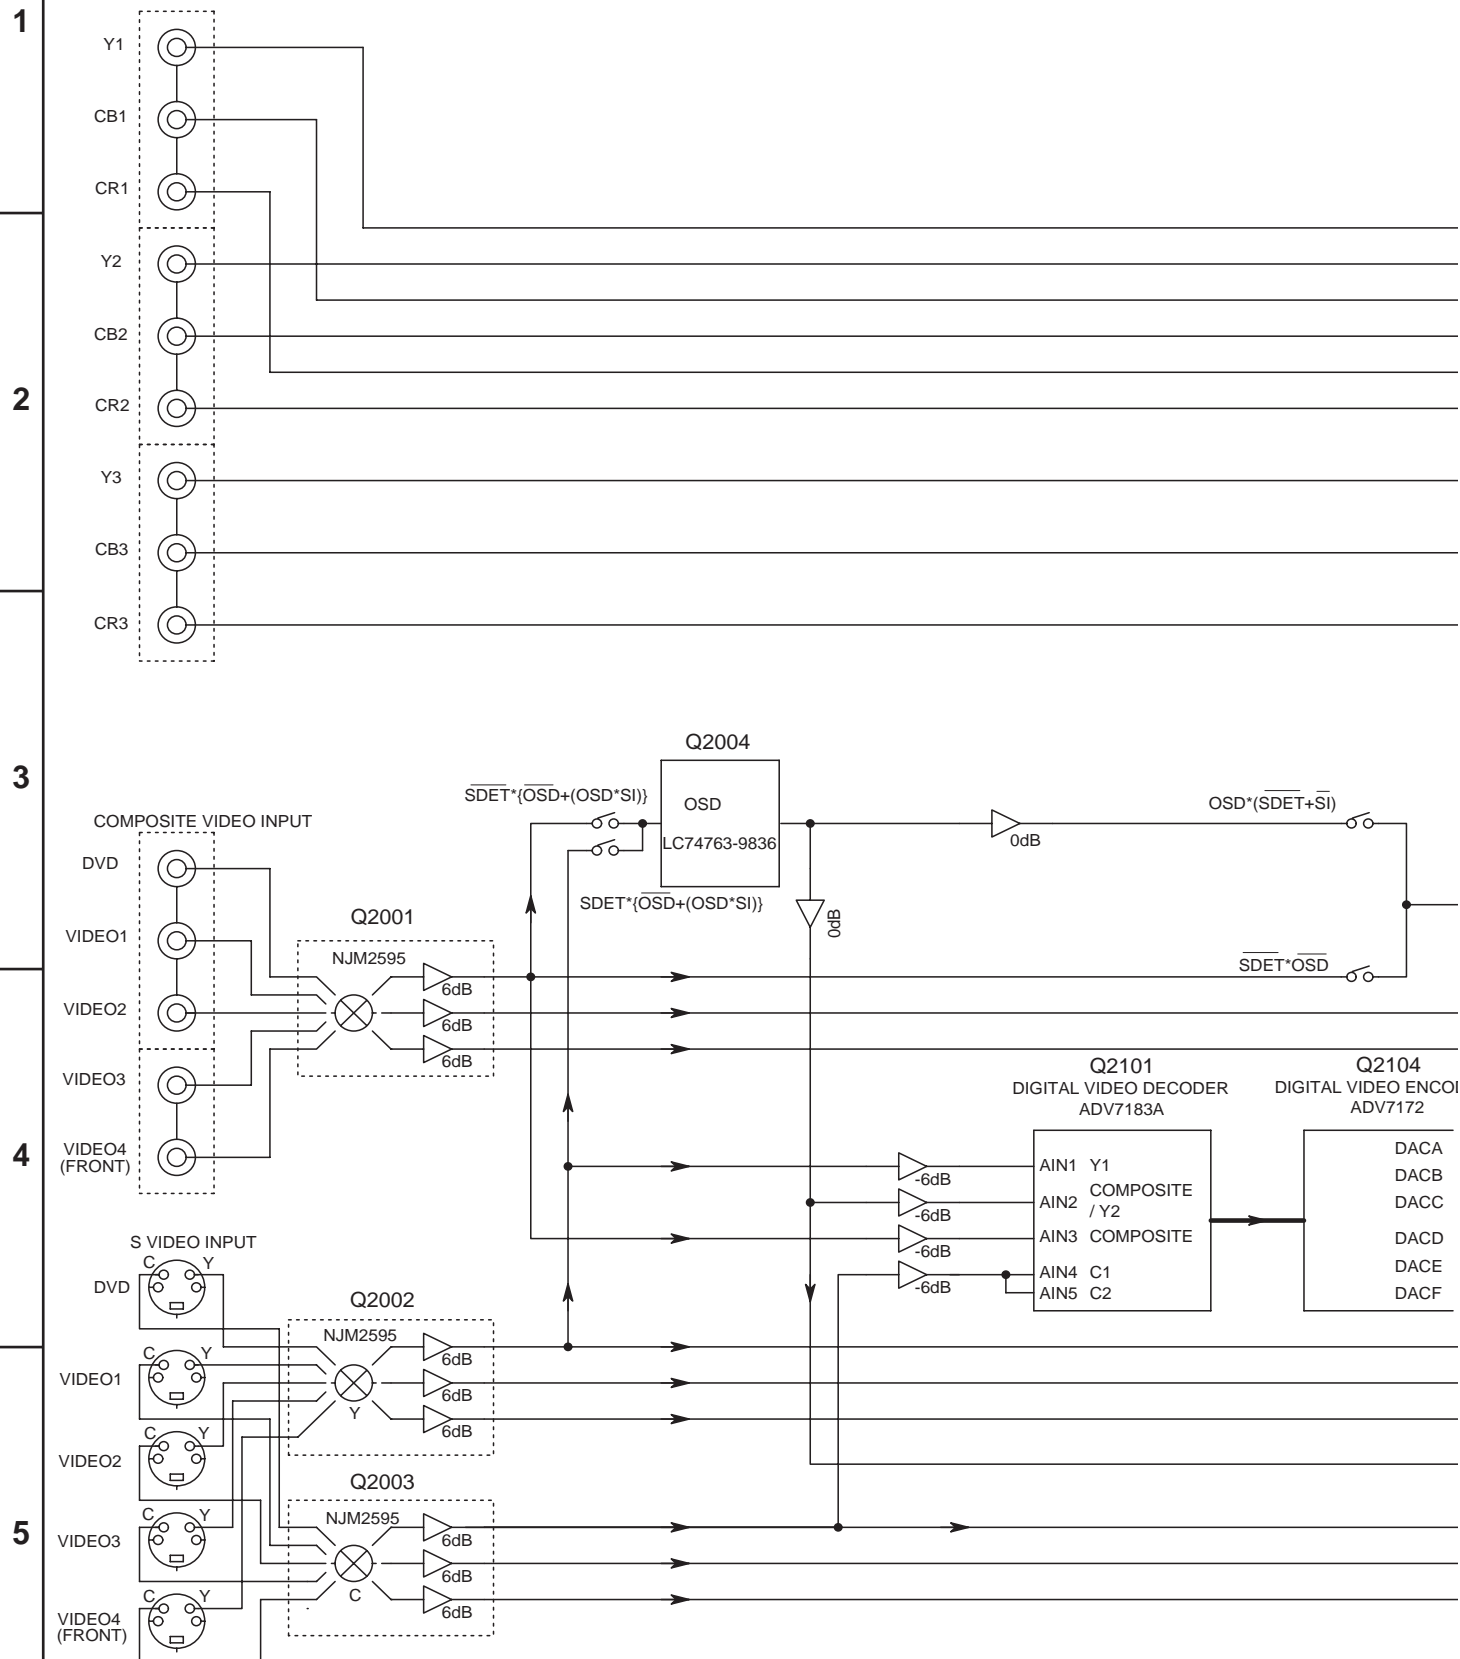 1
Y1
CB1
CR1
Y2
CB2
2
CR2
Y3
CB3
CR3
3
Q2004
SDET*{OSD+(OSD*SI)}
OSD
LC74763-9836
OSD*(SDET+SI)
0dB
COMPOSITE VIDEO INPUT
DVD
SDET*{OSD+(OSD*SI)}
0dB
Q2001
VIDEO1
NJM2595
SDET*OSD
6dB
VIDEO2
6dB
6dB
VIDEO3
Q2101
DIGITAL VIDEO DECODER
ADV7183A
Q2104
DIGITAL VIDEO ENCOD
ADV7172
4
VIDEO4
(FRONT)
-6dB
AIN1 Y1
-6dB
AIN2 COMPOSITE
/ Y2
-6dB
AIN3 COMPOSITE
-6dB
AIN4 C1
AIN5 C2
DACA
DACB
DACC
DACD
DACE
DACF
S VIDEO INPUT
C Y
DVD
Q2002
NJM2595
6dB
C Y
VIDEO1
6dB
Y
6dB
C Y
VIDEO2
Q2003
NJM2595
5
C Y
VIDEO3
6dB
6dB
C
6dB
C Y
VIDEO4
(FRONT)